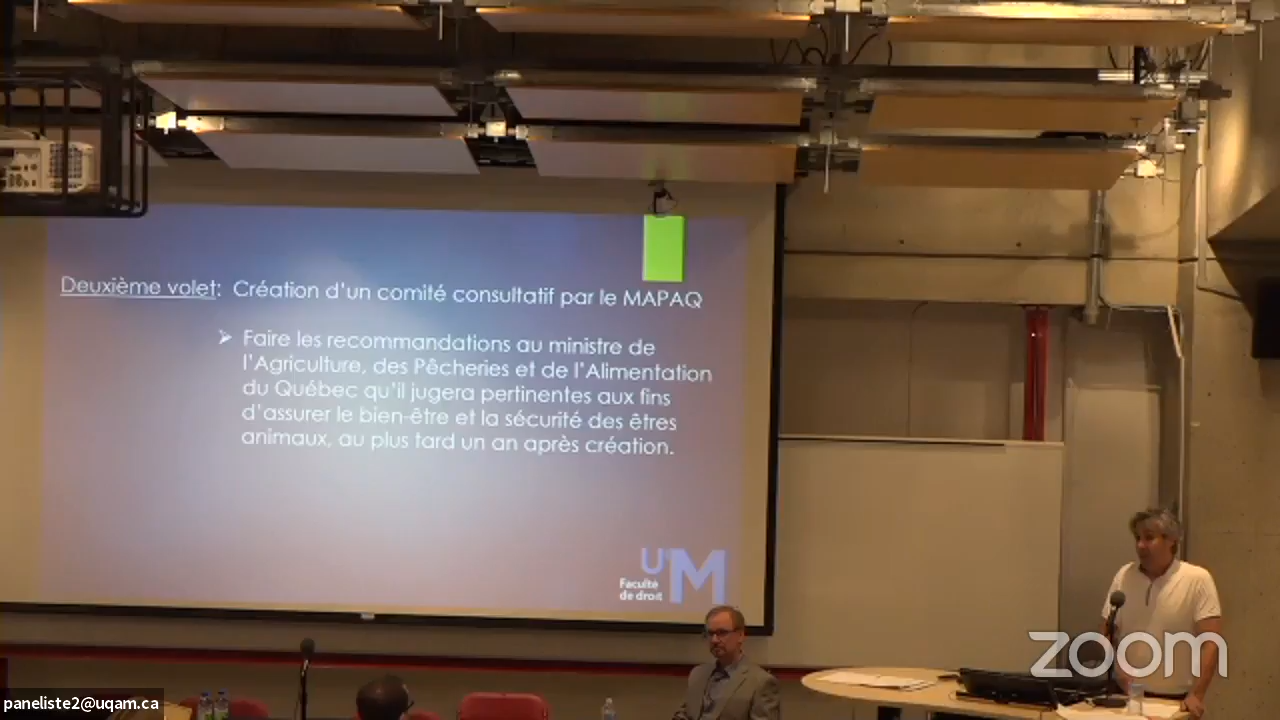 Deuxième volet: Création d'un comité consultatif par le MAPAQ
➢ Faire les recommandations au ministre de
l'Agriculture, des Pêcheries et de l'Alimentation
du Québec qu'il jugera pertinentes aux fins
d'assurer le bien-être et la sécurité des êtres
animaux, au plus tard un an après création.
U'M
Faculté
de droit
zoom
paneliste2@uqam.ca